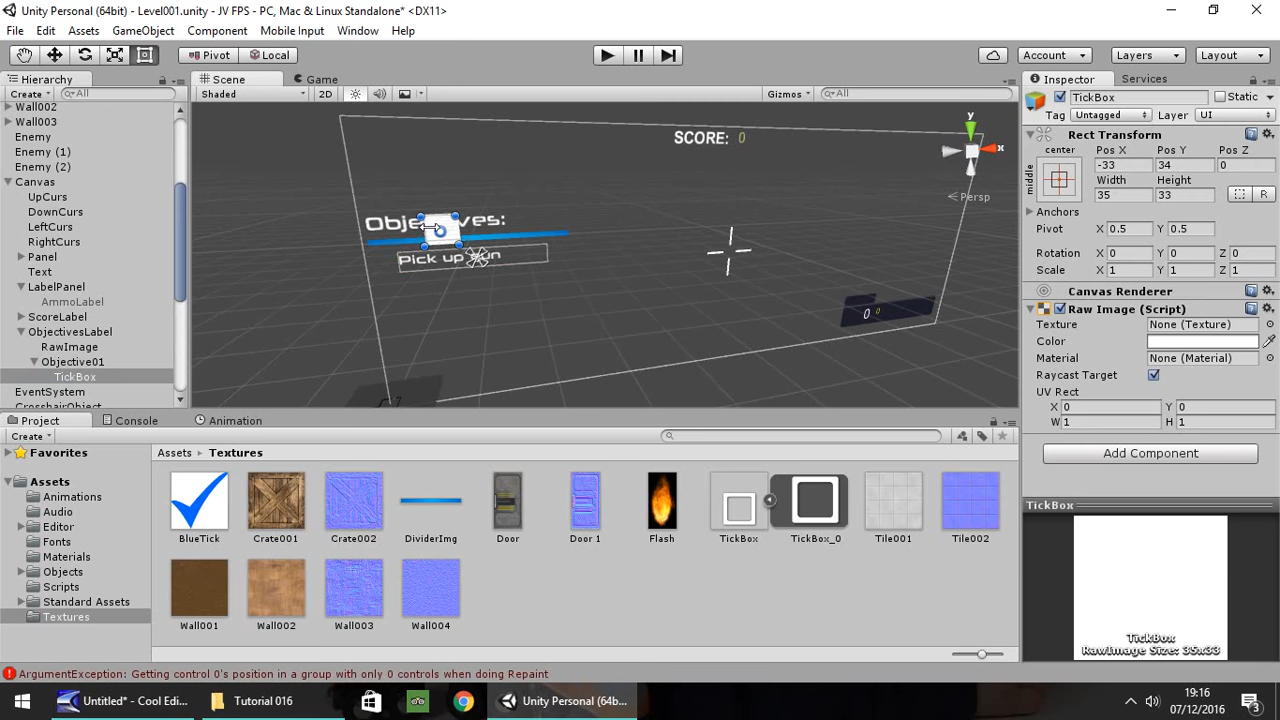 Unity Personal (64bit) - Level001.unity - JV FPS - PC, Mac & Linux Standalone* <DX11>
File Edit Assets GameObject Component Mobile Input Window Help
Pivot Local Account Layers Layout
Hierarchy Scene Game Inspector Services
Create All Shaded 2D Gizmos All TickBox Static
Tag Untagged Layer UI
Wall002
Wall003
Enemy
Enemy (1)
Enemy (2)
Canvas
UpCurs
DownCurs
LeftCurs
RightCurs
Panel
Text
LabelPanel
AmmoLabel
ScoreLabel
ObjectivesLabel
RawImage
Objective01
TickBox
EventSystem
CrosshairObject
SCORE: 0
y
x
Persp
Objectives:
Pick up Gun
0 0
Rect Transform
center Pos X Pos Y Pos Z
middle -33 34 0
Width Height
35 33 R
Anchors
Pivot X 0.5 Y 0.5
Rotation X 0 Y 0 Z 0
Scale X 1 Y 1 Z 1
Canvas Renderer
Raw Image (Script)
Texture None (Texture)
Color
Material None (Material)
Raycast Target
UV Rect
X 0 Y 0
W 1 H 1
Add Component
TickBox
TickBox
RawImage Size: 35x33
Project Console Animation
Create
Favorites
Assets
Animations
Audio
Editor
Fonts
Materials
Objects
Scripts
Standard Assets
Textures
Assets Textures
BlueTick Crate001 Crate002 DividerImg Door Door 1 Flash TickBox TickBox_0 Tile001 Tile002
Wall001 Wall002 Wall003 Wall004
ArgumentException: Getting control 0's position in a group with only 0 controls when doing Repaint
Untitled* - Cool Edi... Tutorial 016 Unity Personal (64b...
19:16
07/12/2016
3